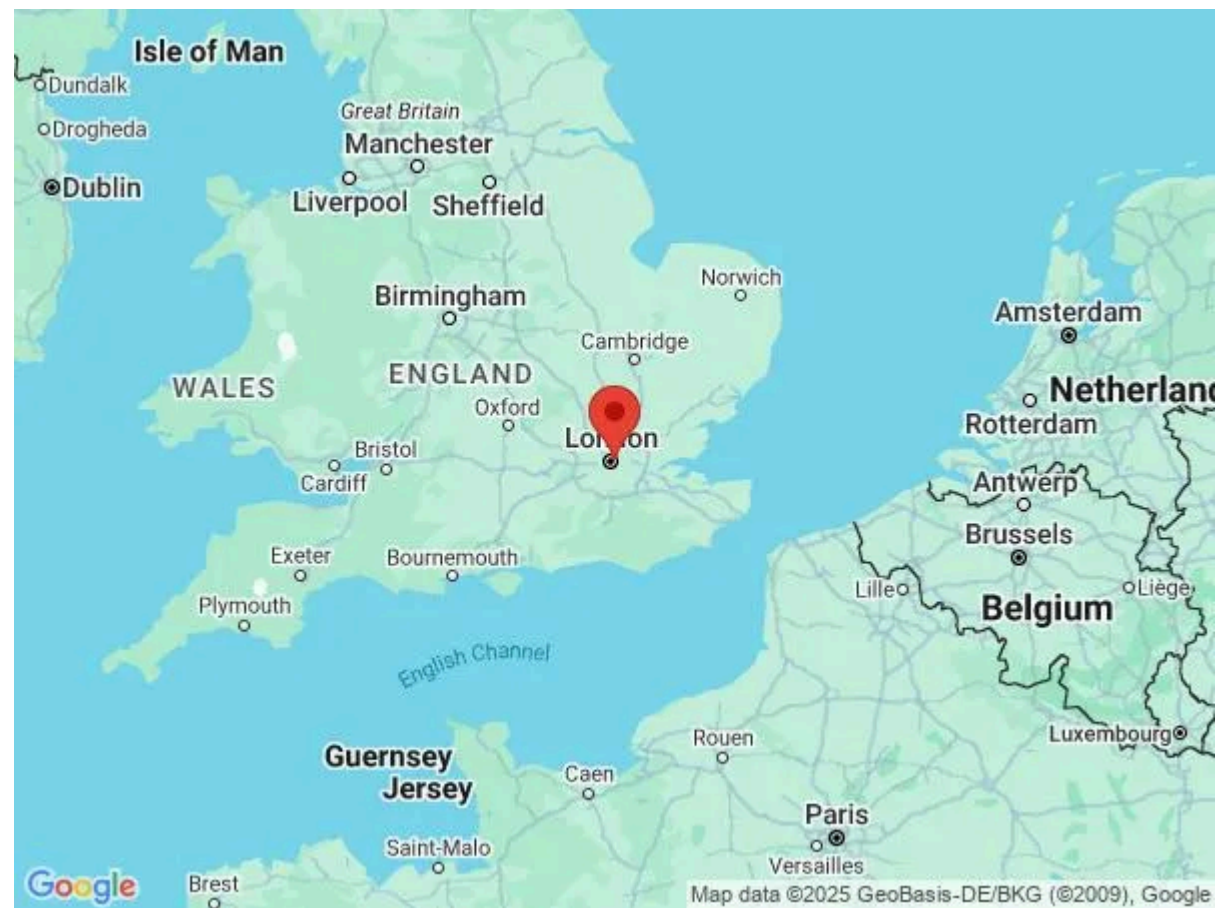 Isle of Man
Dundalk
Great Britain
Drogheda
Manchester
Dublin
Liverpool
Sheffield
Norwich
Birmingham
Amsterdam
Cambridge
ENGLAND
WALES
Netherland
Oxford
Rotterdam
London
Bristol
Cardiff
Antwerp
Brussels
Exeter
Bournemouth
Lille
Liège
Plymouth
Belgium
English Channel
Luxembourg
Rouen
Guernsey
Caen
Jersey
Paris
Saint-Malo
Versailles
Google
Brest
Map data ©2025 GeoBasis-DE/BKG (©2009), Google